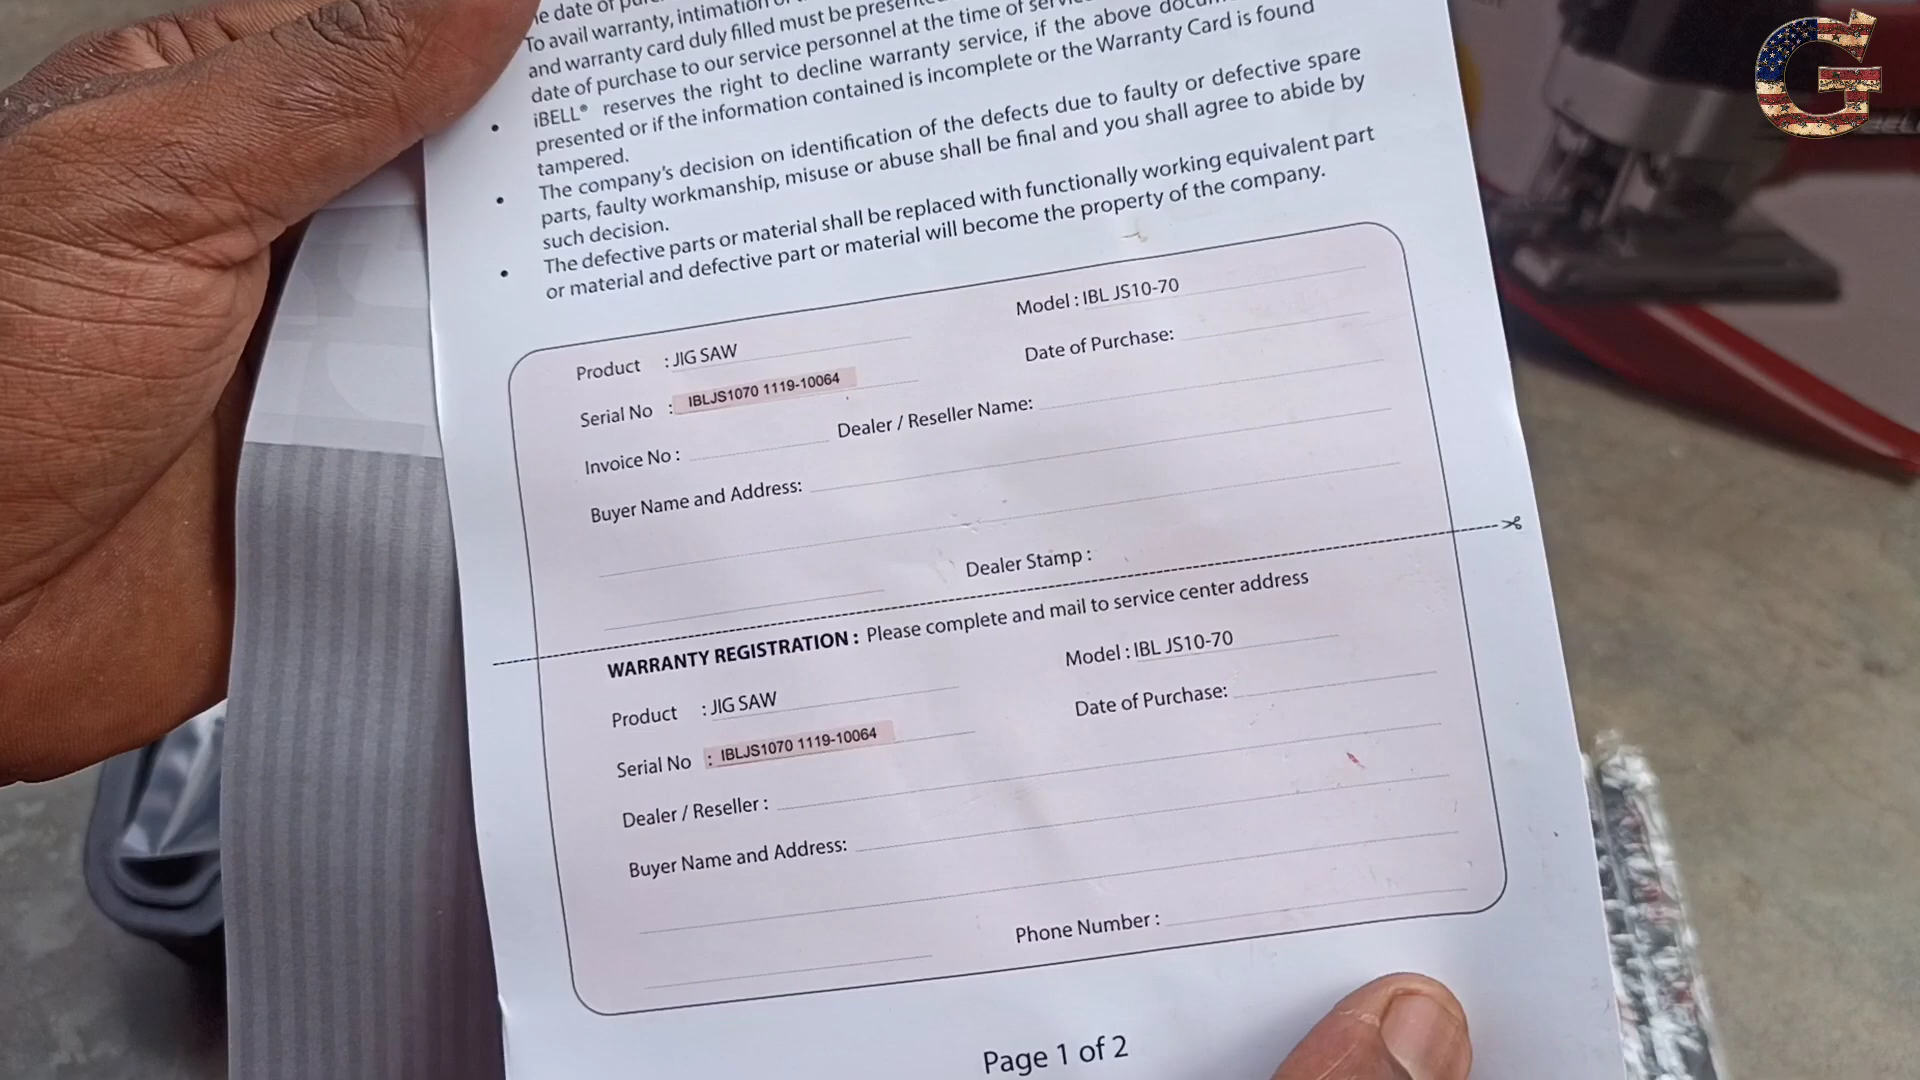 date of
To avail warranty, intimation
and warranty card duly filled must be
date of purchase to our service personnel at the time of
• iBELL® reserves the right to decline warranty service, if the above
presented or if the information contained is incomplete or the Warranty Card is found
tampered.
• The company's decision on identification of the defects due to faulty or defective spare
parts, faulty workmanship, misuse or abuse shall be final and you shall agree to abide by
such decision.
• The defective parts or material shall be replaced with functionally working equivalent part
or material and defective part or material will become the property of the company.
Product : JIG SAW Model : IBL JS10-70
Serial No : IBLJS1070 1119-10064 Date of Purchase:
Invoice No : Dealer / Reseller Name:
Buyer Name and Address:
Dealer Stamp :
WARRANTY REGISTRATION : Please complete and mail to service center address
Product : JIG SAW Model : IBL JS10-70
Serial No : IBLJS1070 1119-10064 Date of Purchase:
Dealer / Reseller :
Buyer Name and Address:
Phone Number :
Page 1 of 2
G